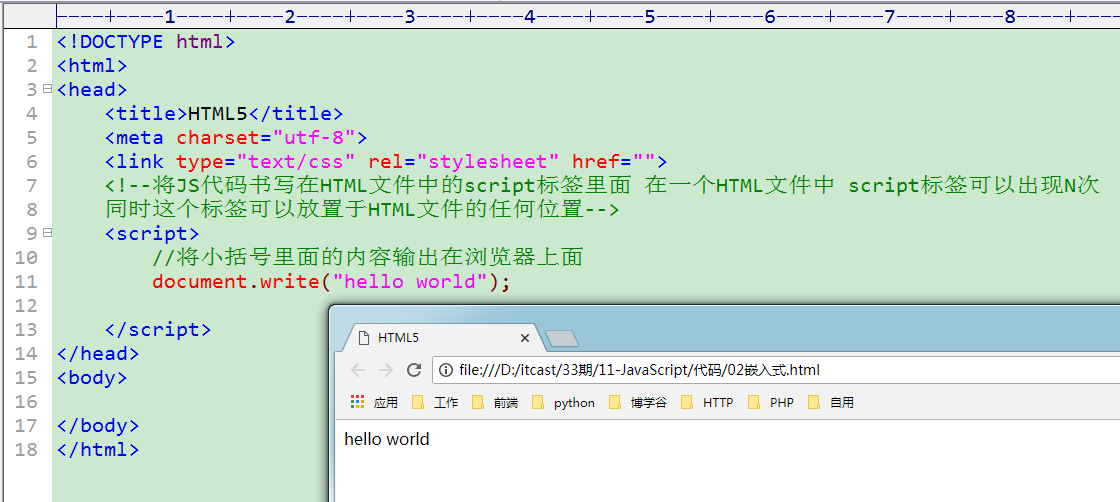 |----+----1----+----2----+----3----+----4----+----5----+----6----+----7----+----8----+----
1 <!DOCTYPE html>
2 <html>
3 <head>
4     <title>HTML5</title>
5     <meta charset="utf-8">
6     <link type="text/css" rel="stylesheet" href="">
7     <!--将JS代码书写在HTML文件中的script标签里面 在一个HTML文件中 script标签可以出现N次
8     同时这个标签可以放置于HTML文件的任何位置-->
9     <script>
10         //将小括号里面的内容输出在浏览器上面
11         document.write("hello world");
12
13     </script>
14 </head>
15 <body>
16
17 </body>
18 </html>
HTML5
file:///D:/itcast/33期/11-JavaScript/代码/02嵌入式.html
应用 工作 前端 python 博学谷 HTTP PHP 自用
hello world